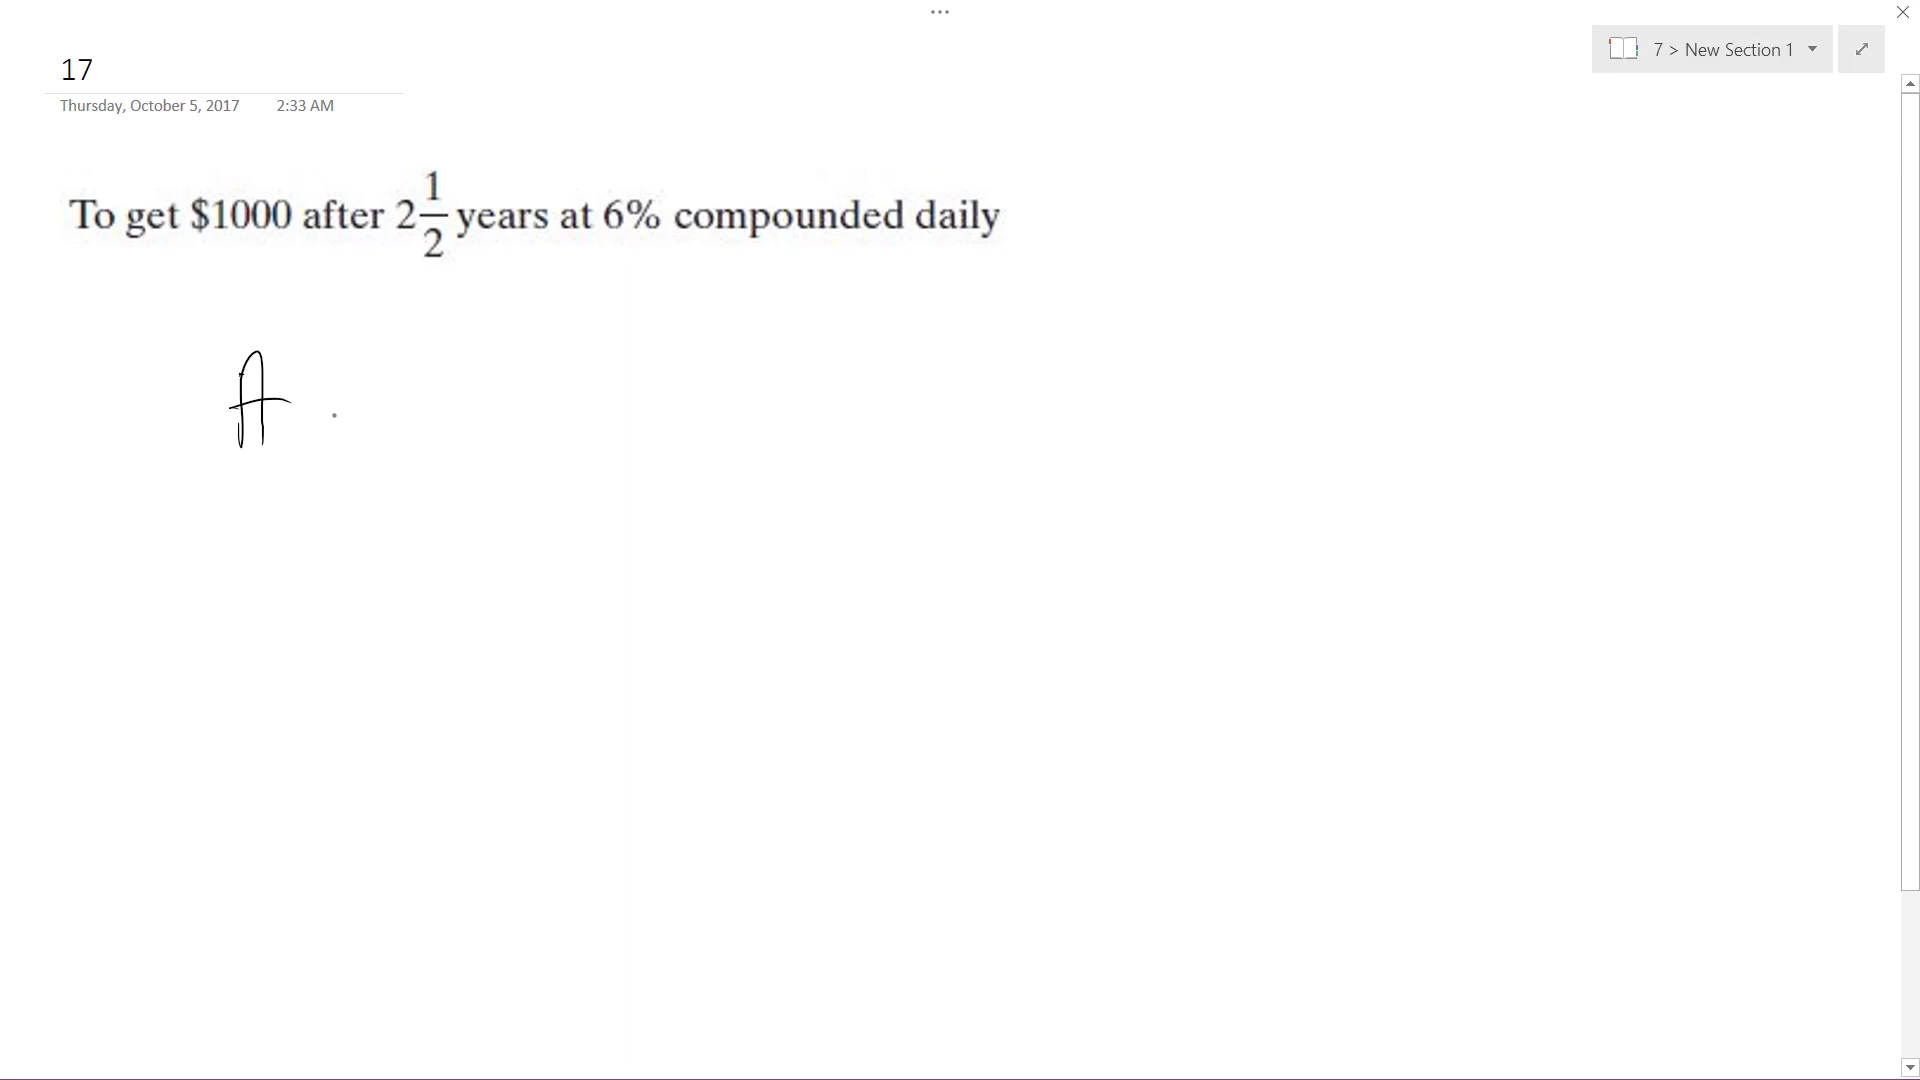 7 > New Section 1
17
Thursday, October 5, 2017 2:33 AM
To get $1000 after 2 1/2 years at 6% compounded daily
A